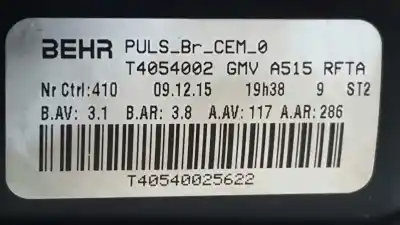 BEHR PULS_Br_CEM_0
T4054002 GMV A515 RFTA
Nr Ctrl:410 09.12.15 19h38 9 ST2
B.AV: 3.1 B.AR: 3.8 A.AV: 117 A.AR: 286
T40540025622